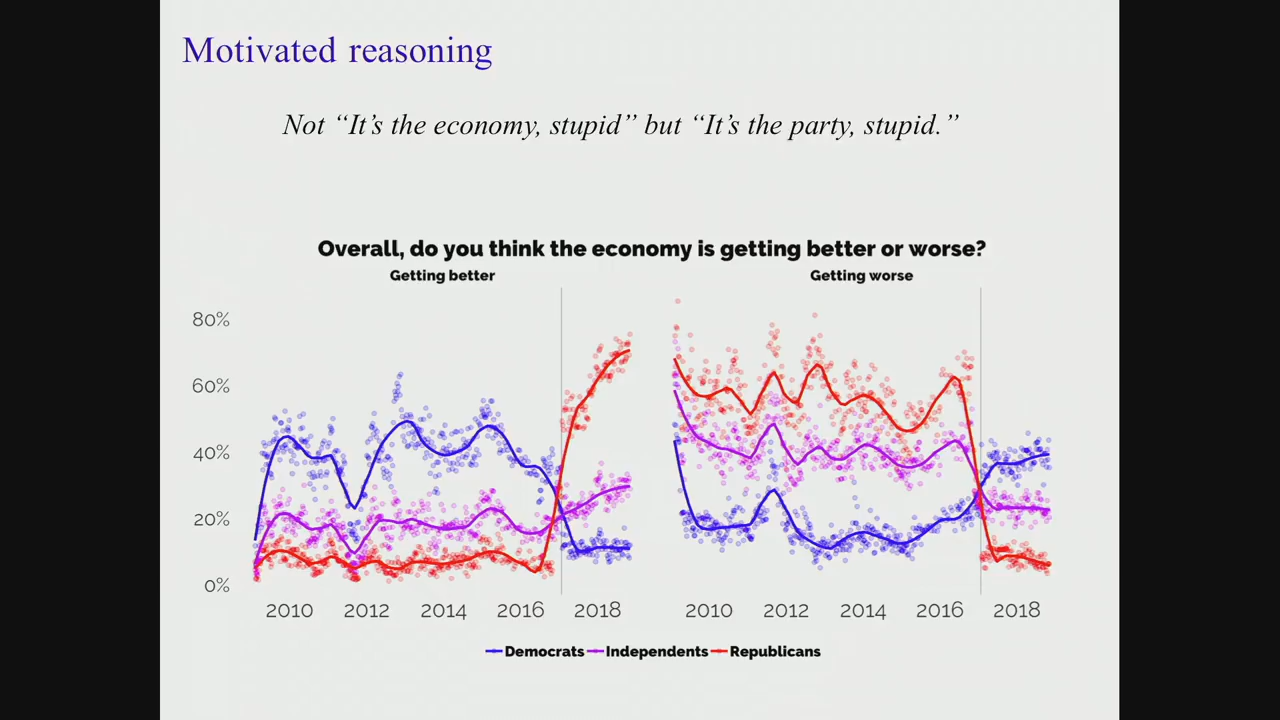 Motivated reasoning
Not “It’s the economy, stupid” but “It’s the party, stupid.”
Overall, do you think the economy is getting better or worse?
Getting better
Getting worse
80%
60%
40%
20%
0%
2010 2012 2014 2016 2018
2010 2012 2014 2016 2018
Democrats Independents Republicans